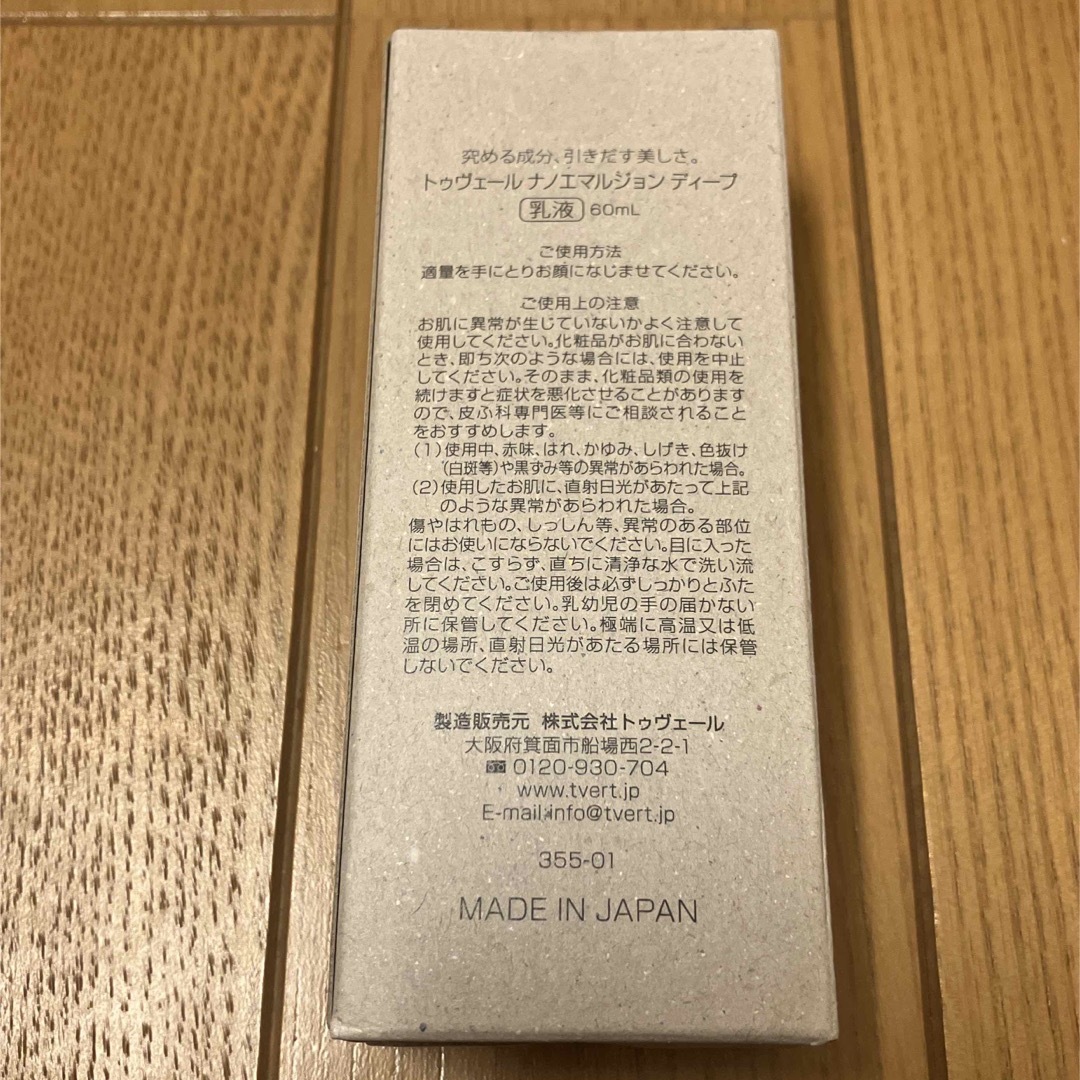 究める成分、引きだす美しさ。
トゥヴェール ナノエマルジョン ディープ
乳液 60mL
ご使用方法
適量を手にとりお顔になじませてください。
ご使用上の注意
お肌に異常が生じていないかよく注意して
使用してください。化粧品がお肌に合わない
とき、即ち次のような場合には、使用を中止
してください。そのまま、化粧品類の使用を
続けますと症状を悪化させることがあります
ので、皮ふ科専門医等にご相談されること
をおすすめします。
(1)使用中、赤味、はれ、かゆみ、しげき、色抜け
(白斑等)や黒ずみ等の異常があらわれた場合。
(2)使用したお肌に、直射日光があたって上記
のような異常があらわれた場合。
傷やはれもの、しっしん等、異常のある部位
にはお使いにならないでください。目に入った
場合は、こすらず、直ちに清浄な水で洗い流
してください。ご使用後は必ずしっかりとふた
を閉めてください。乳幼児の手の届かない
所に保管してください。極端に高温又は低
温の場所、直射日光があたる場所には保管
しないでください。
製造販売元 株式会社トゥヴェール
大阪府箕面市船場西2-2-1
☎ 0120-930-704
www.tvert.jp
E-mail:info@tvert.jp
355-01
MADE IN JAPAN